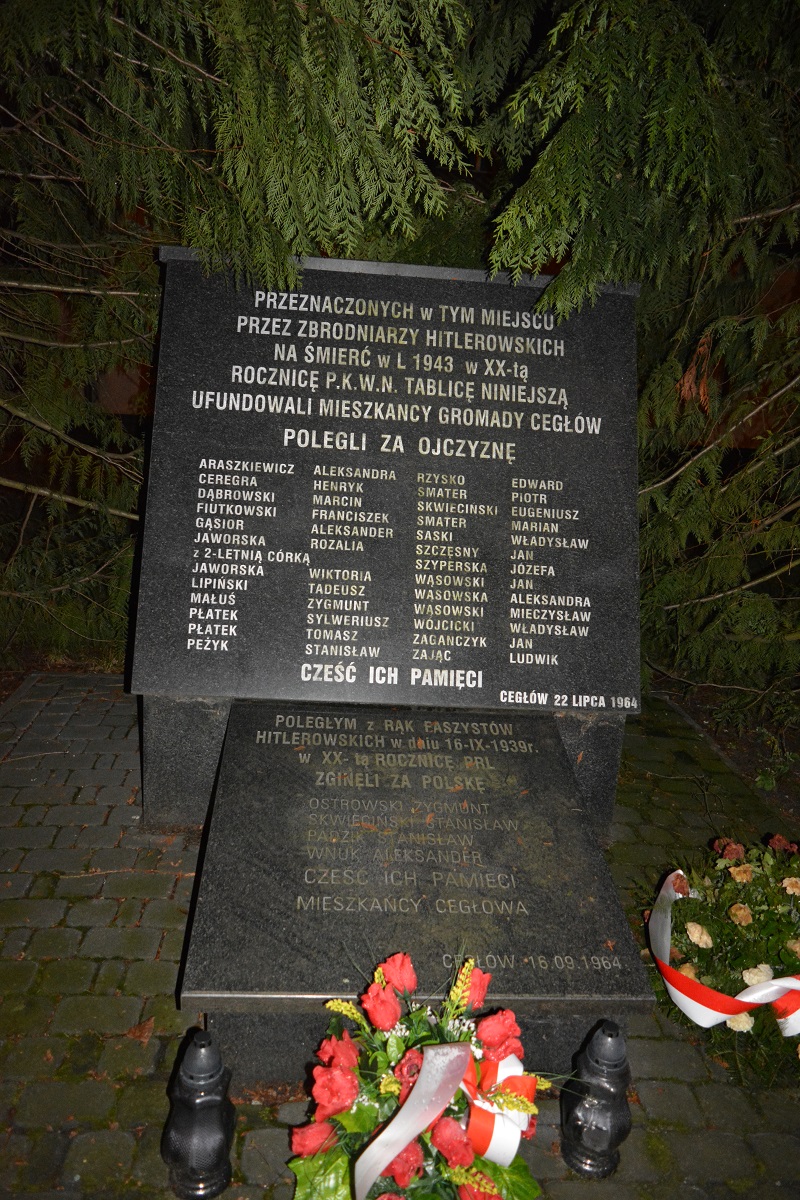 PRZEZNACZONYCH w TYM MIEJSCU
PRZEZ ZBRODNIARZY HITLEROWSKICH
NA ŚMIERĆ w L 1943 w XX-tą
ROCZNICĘ P.K.W.N. TABLICĘ NINIEJSZĄ
UFUNDOWALI MIESZKANCY GROMADY CEGŁÓW
POLEGLI ZA OJCZYZNĘ
ARASZKIEWICZ ALEKSANDRA RZYSKO EDWARD
CEREGRA HENRYK SMATER PIOTR
DĄBROWSKI MARCIN SKWIECIŃSKI EUGENIUSZ
FIUTKOWSKI FRANCISZEK SMATER MARIAN
GĄSIOR ALEKSANDER SASKI WŁADYSŁAW
JAWORSKA ROZALIA SZCZĘSNY JAN
z 2-LETNIĄ CÓRKĄ SZYPERSKA JÓZEFA
JAWORSKA WIKTORIA WĄSOWSKI JAN
LIPIŃSKI TADEUSZ WĄSOWSKA ALEKSANDRA
MAŁUŚ ZYGMUNT WĄSOWSKI MIECZYSŁAW
PŁATEK SYLWERIUSZ WÓJCICKI WŁADYSŁAW
PŁATEK TOMASZ ZAGAŃCZYK JAN
PEŻYK STANISŁAW ZAJĄC LUDWIK
CZEŚĆ ICH PAMIĘCI
CEGŁÓW 22 LIPCA 1964
POLEGŁYM z RĄK FASZYSTÓW
HITLEROWSKICH w dniu 16-IX-1939r.
w XX-tą ROCZNICĘ PRL
ZGINELI ZA POLSKĘ
OSTROWSKI ZYGMUNT
SKWIECIŃSKI STANISŁAW
PADZIK STANISŁAW
WNUK ALEKSANDER
CZEŚĆ ICH PAMIĘCI
MIESZKAŃCY CEGŁOWA
CEGŁÓW 16.09.1964